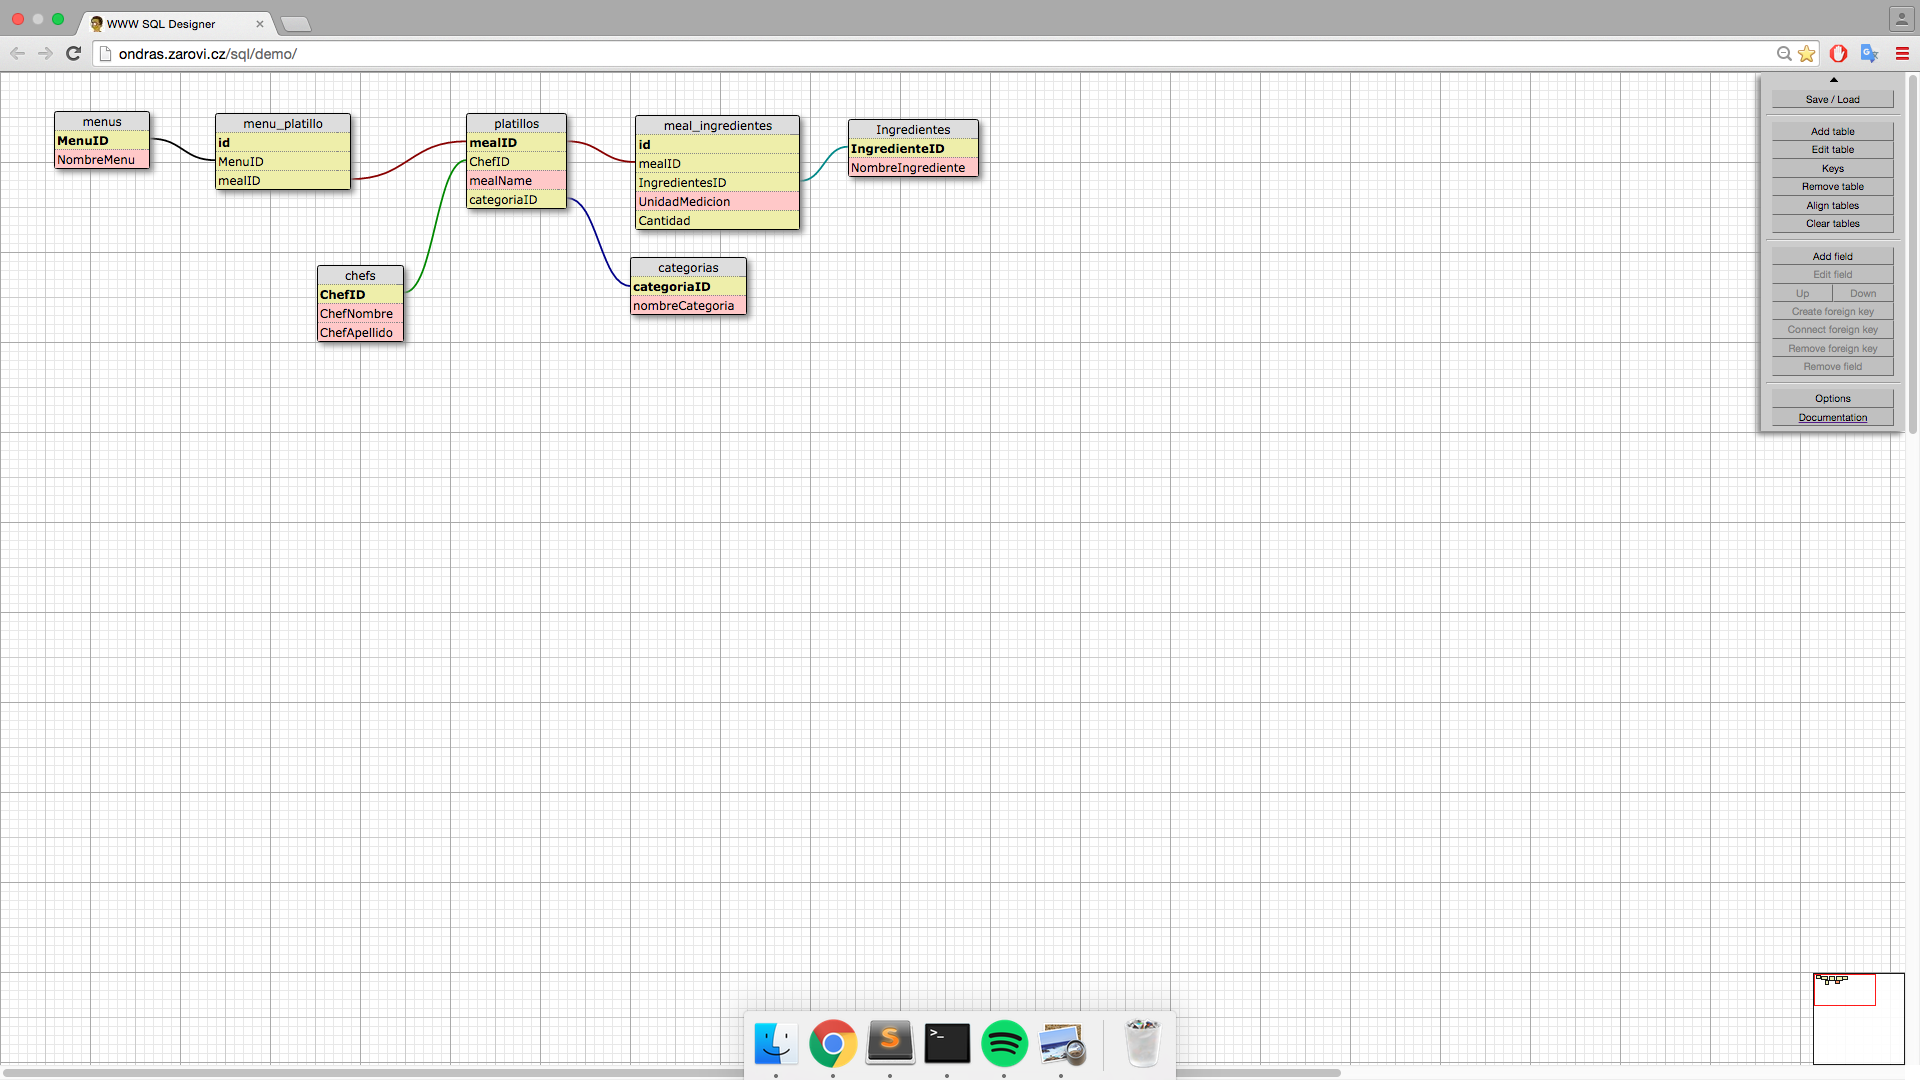 WWW SQL Designer
ondras.zarovi.cz/sql/demo/
menus
MenuID
NombreMenu
menu_platillo
id
MenuID
mealID
platillos
mealID
ChefID
mealName
categoriaID
meal_ingredientes
id
mealID
IngredientesID
UnidadMedicion
Cantidad
Ingredientes
IngredienteID
NombreIngrediente
chefs
ChefID
ChefNombre
ChefApellido
categorias
categoriaID
nombreCategoria
Save / Load
Add table
Edit table
Keys
Remove table
Align tables
Clear tables
Add field
Edit field
Up Down
Create foreign key
Connect foreign key
Remove foreign key
Remove field
Options
Documentation